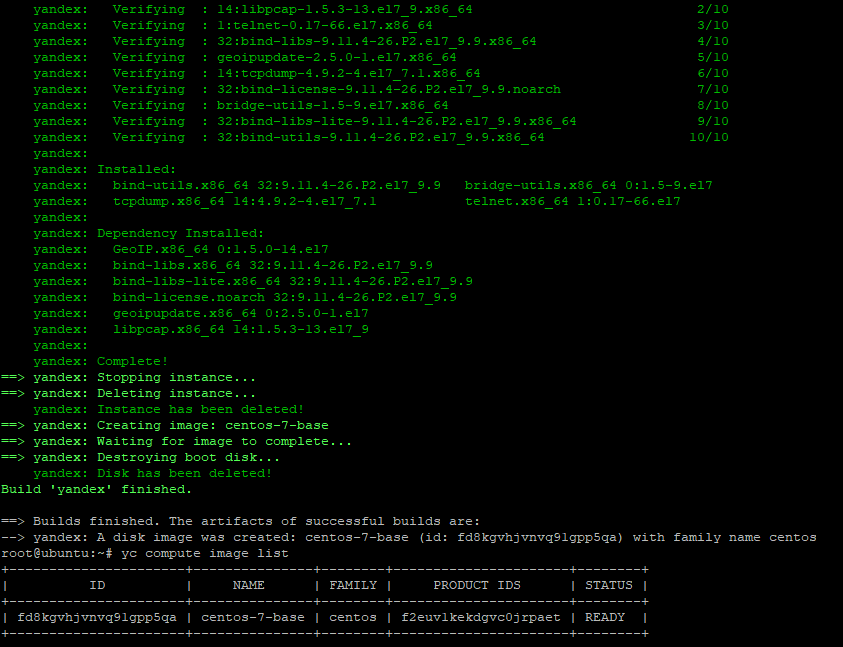 yandex:   Verifying  : 14:libpcap-1.5.3-13.el7_9.x86_64                            2/10
yandex:   Verifying  : 1:telnet-0.17-66.el7.x86_64                                 3/10
yandex:   Verifying  : 32:bind-libs-9.11.4-26.P2.el7_9.9.x86_64                    4/10
yandex:   Verifying  : geoipupdate-2.5.0-1.el7.x86_64                              5/10
yandex:   Verifying  : 14:tcpdump-4.9.2-4.el7_7.1.x86_64                           6/10
yandex:   Verifying  : 32:bind-license-9.11.4-26.P2.el7_9.9.noarch                 7/10
yandex:   Verifying  : bridge-utils-1.5-9.el7.x86_64                               8/10
yandex:   Verifying  : 32:bind-libs-lite-9.11.4-26.P2.el7_9.9.x86_64               9/10
yandex:   Verifying  : 32:bind-utils-9.11.4-26.P2.el7_9.9.x86_64                  10/10
yandex:
yandex: Installed:
yandex:   bind-utils.x86_64 32:9.11.4-26.P2.el7_9.9   bridge-utils.x86_64 0:1.5-9.el7
yandex:   tcpdump.x86_64 14:4.9.2-4.el7_7.1           telnet.x86_64 1:0.17-66.el7
yandex:
yandex: Dependency Installed:
yandex:   GeoIP.x86_64 0:1.5.0-14.el7
yandex:   bind-libs.x86_64 32:9.11.4-26.P2.el7_9.9
yandex:   bind-libs-lite.x86_64 32:9.11.4-26.P2.el7_9.9
yandex:   bind-license.noarch 32:9.11.4-26.P2.el7_9.9
yandex:   geoipupdate.x86_64 0:2.5.0-1.el7
yandex:   libpcap.x86_64 14:1.5.3-13.el7_9
yandex:
yandex: Complete!
==> yandex: Stopping instance...
==> yandex: Deleting instance...
yandex: Instance has been deleted!
==> yandex: Creating image: centos-7-base
==> yandex: Waiting for image to complete...
==> yandex: Destroying boot disk...
yandex: Disk has been deleted!
Build 'yandex' finished.
==> Builds finished. The artifacts of successful builds are:
--> yandex: A disk image was created: centos-7-base (id: fd8kgvhjvnvq9lgpp5qa) with family name centos
root@ubuntu:~# yc compute image list
+----------------------+---------------+--------+----------------------+--------+
|          ID          |     NAME      | FAMILY |     PRODUCT IDS      | STATUS |
+----------------------+---------------+--------+----------------------+--------+
| fd8kgvhjvnvq9lgpp5qa | centos-7-base | centos | f2euvlkekdgvc0jrpaet | READY  |
+----------------------+---------------+--------+----------------------+--------+